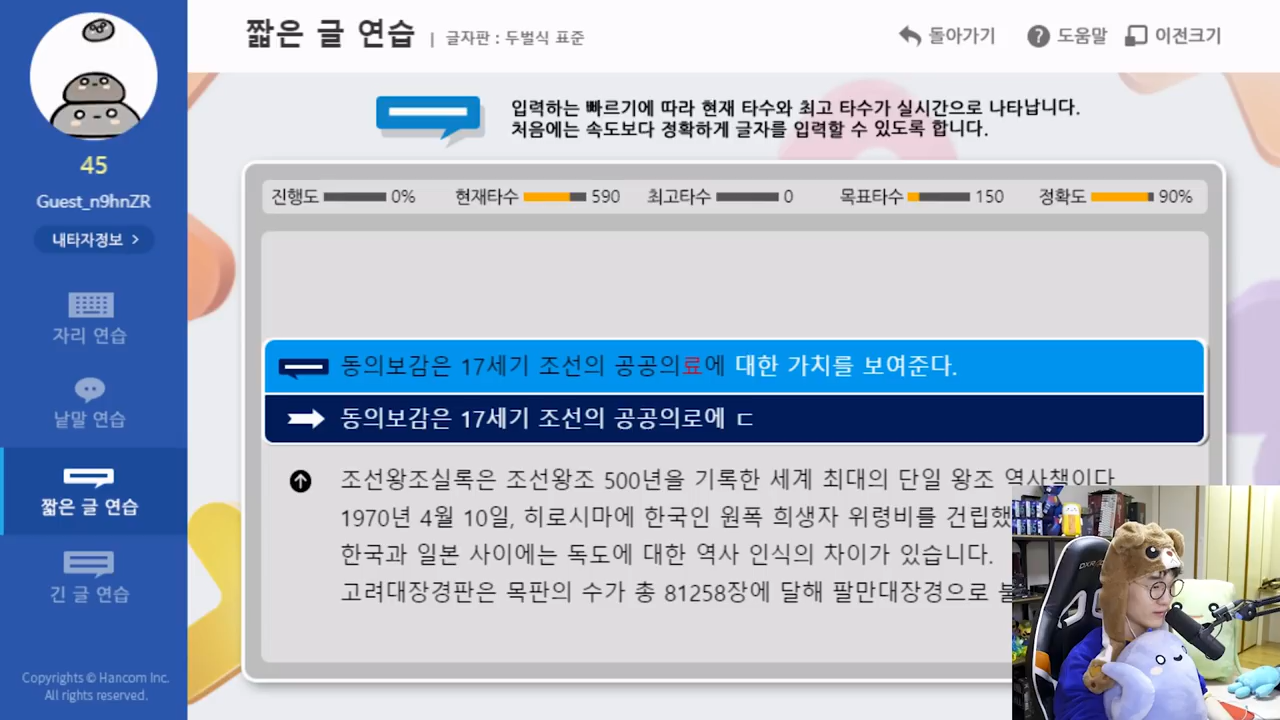 짧은 글 연습 | 글자판 : 두벌식 표준
돌아가기
도움말
이전크기
45
Guest_n9hnZR
내타자정보 >
자리 연습
낱말 연습
짧은 글 연습
긴 글 연습
Copyrights © Hancom Inc.
All rights reserved.
입력하는 빠르기에 따라 현재 타수와 최고 타수가 실시간으로 나타납니다.
처음에는 속도보다 정확하게 글자를 입력할 수 있도록 합니다.
진행도 0% 현재타수 590 최고타수 0 목표타수 150 정확도 90%
동의보감은 17세기 조선의 공공의료에 대한 가치를 보여준다.
동의보감은 17세기 조선의 공공의로에 ㄷ
조선왕조실록은 조선왕조 500년을 기록한 세계 최대의 단일 왕조 역사책이다
1970년 4월 10일, 히로시마에 한국인 원폭 희생자 위령비를 건립했
한국과 일본 사이에는 독도에 대한 역사 인식의 차이가 있습니다.
고려대장경판은 목판의 수가 총 81258장에 달해 팔만대장경으로